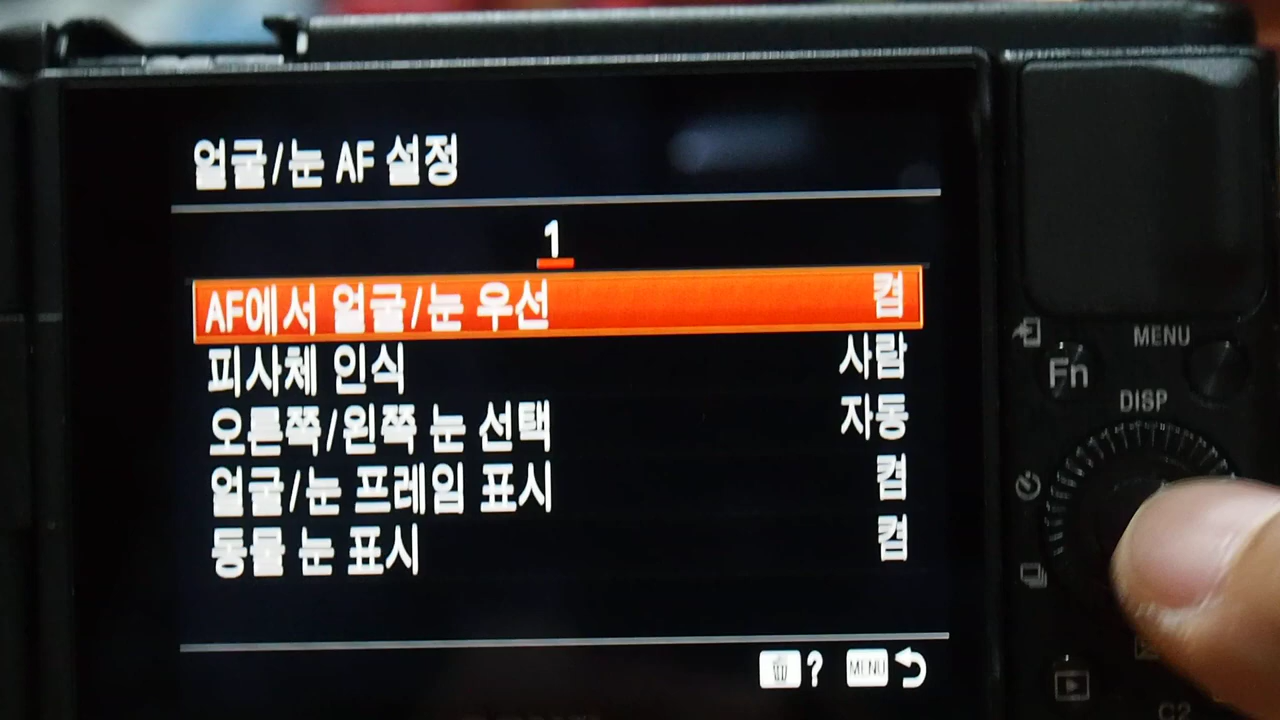 얼굴/눈 AF 설정
1
AF에서 얼굴/눈 우선 켬
피사체 인식 사람
오른쪽/왼쪽 눈 선택 자동
얼굴/눈 프레임 표시 켬
동물 눈 표시 켬
? MENU
MENU
Fn
DISP
C2